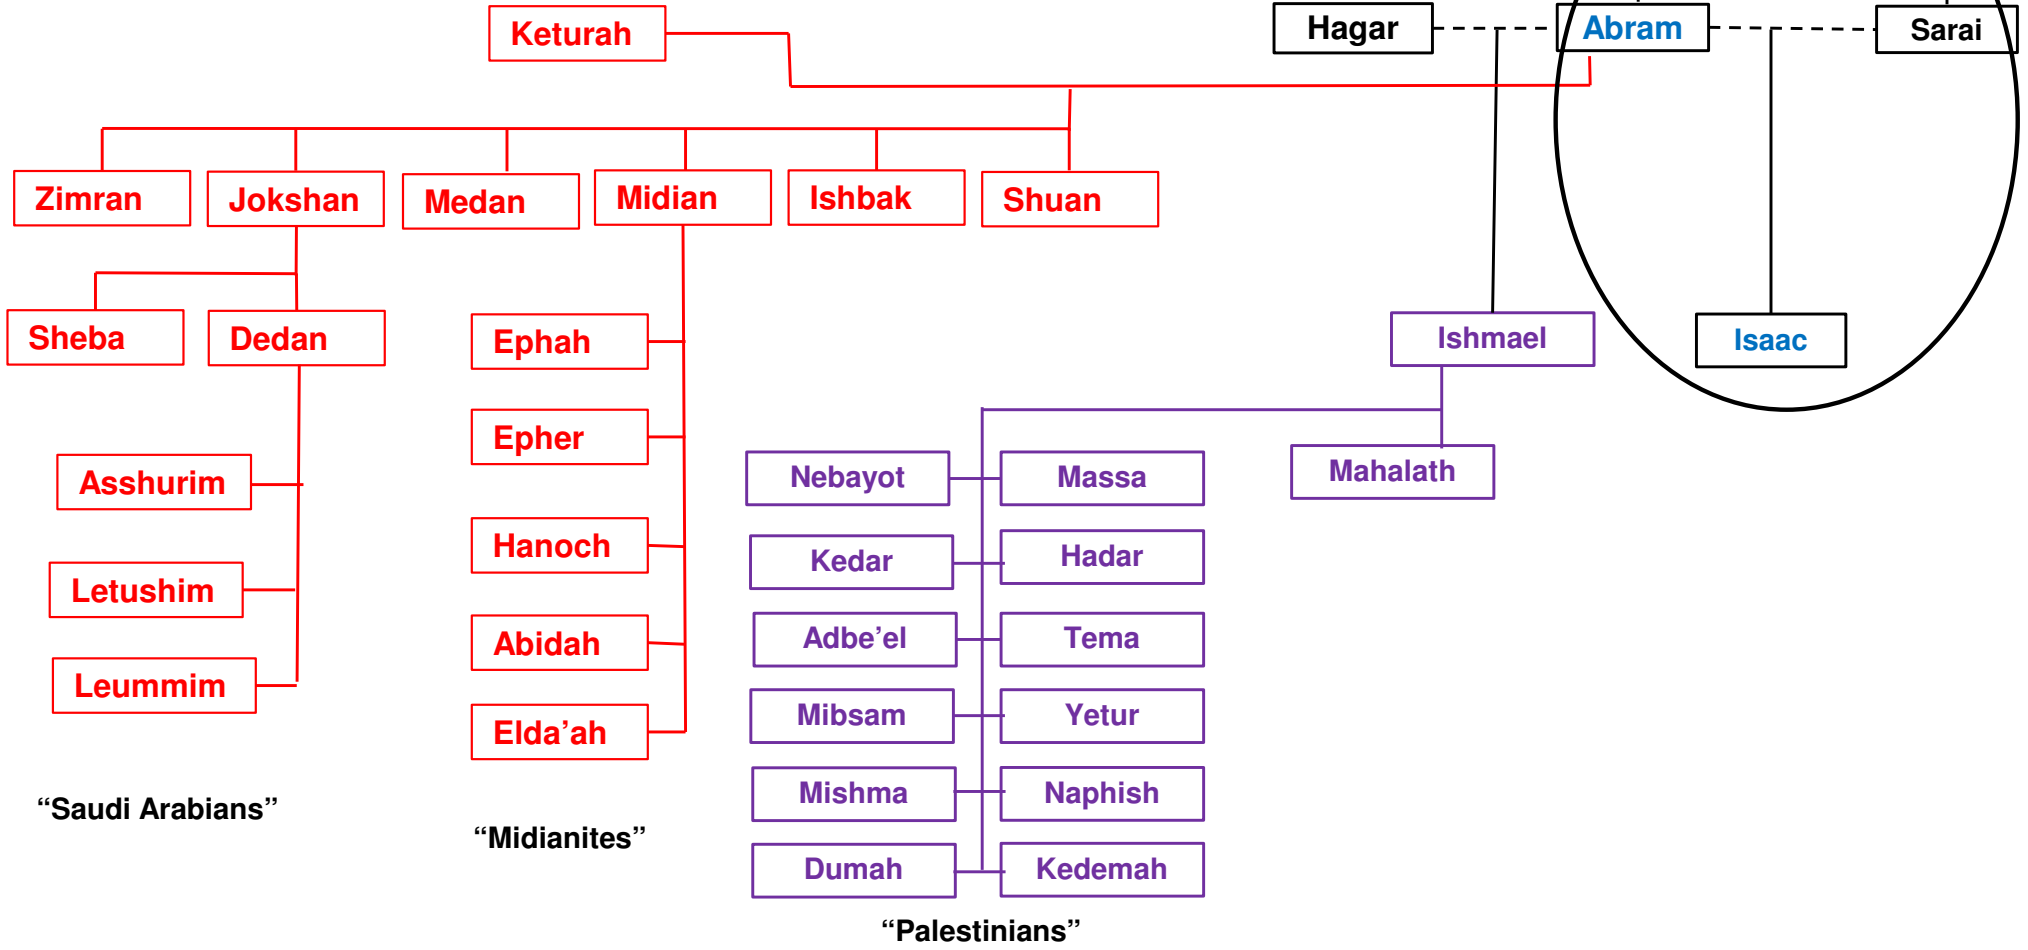 Keturah
Hagar
Abram
Sarai
Zimran
Jokshan
Medan
Midian
Ishbak
Shuan
Sheba
Dedan
Ephah
Ishmael
Isaac
Epher
Asshurim
Nebayot
Massa
Mahalath
Hanoch
Kedar
Hadar
Letushim
Abidah
Adbe’el
Tema
Leummim
Elda’ah
Mibsam
Yetur
“Saudi Arabians”
“Midianites”
Mishma
Naphish
Dumah
Kedemah
“Palestinians”